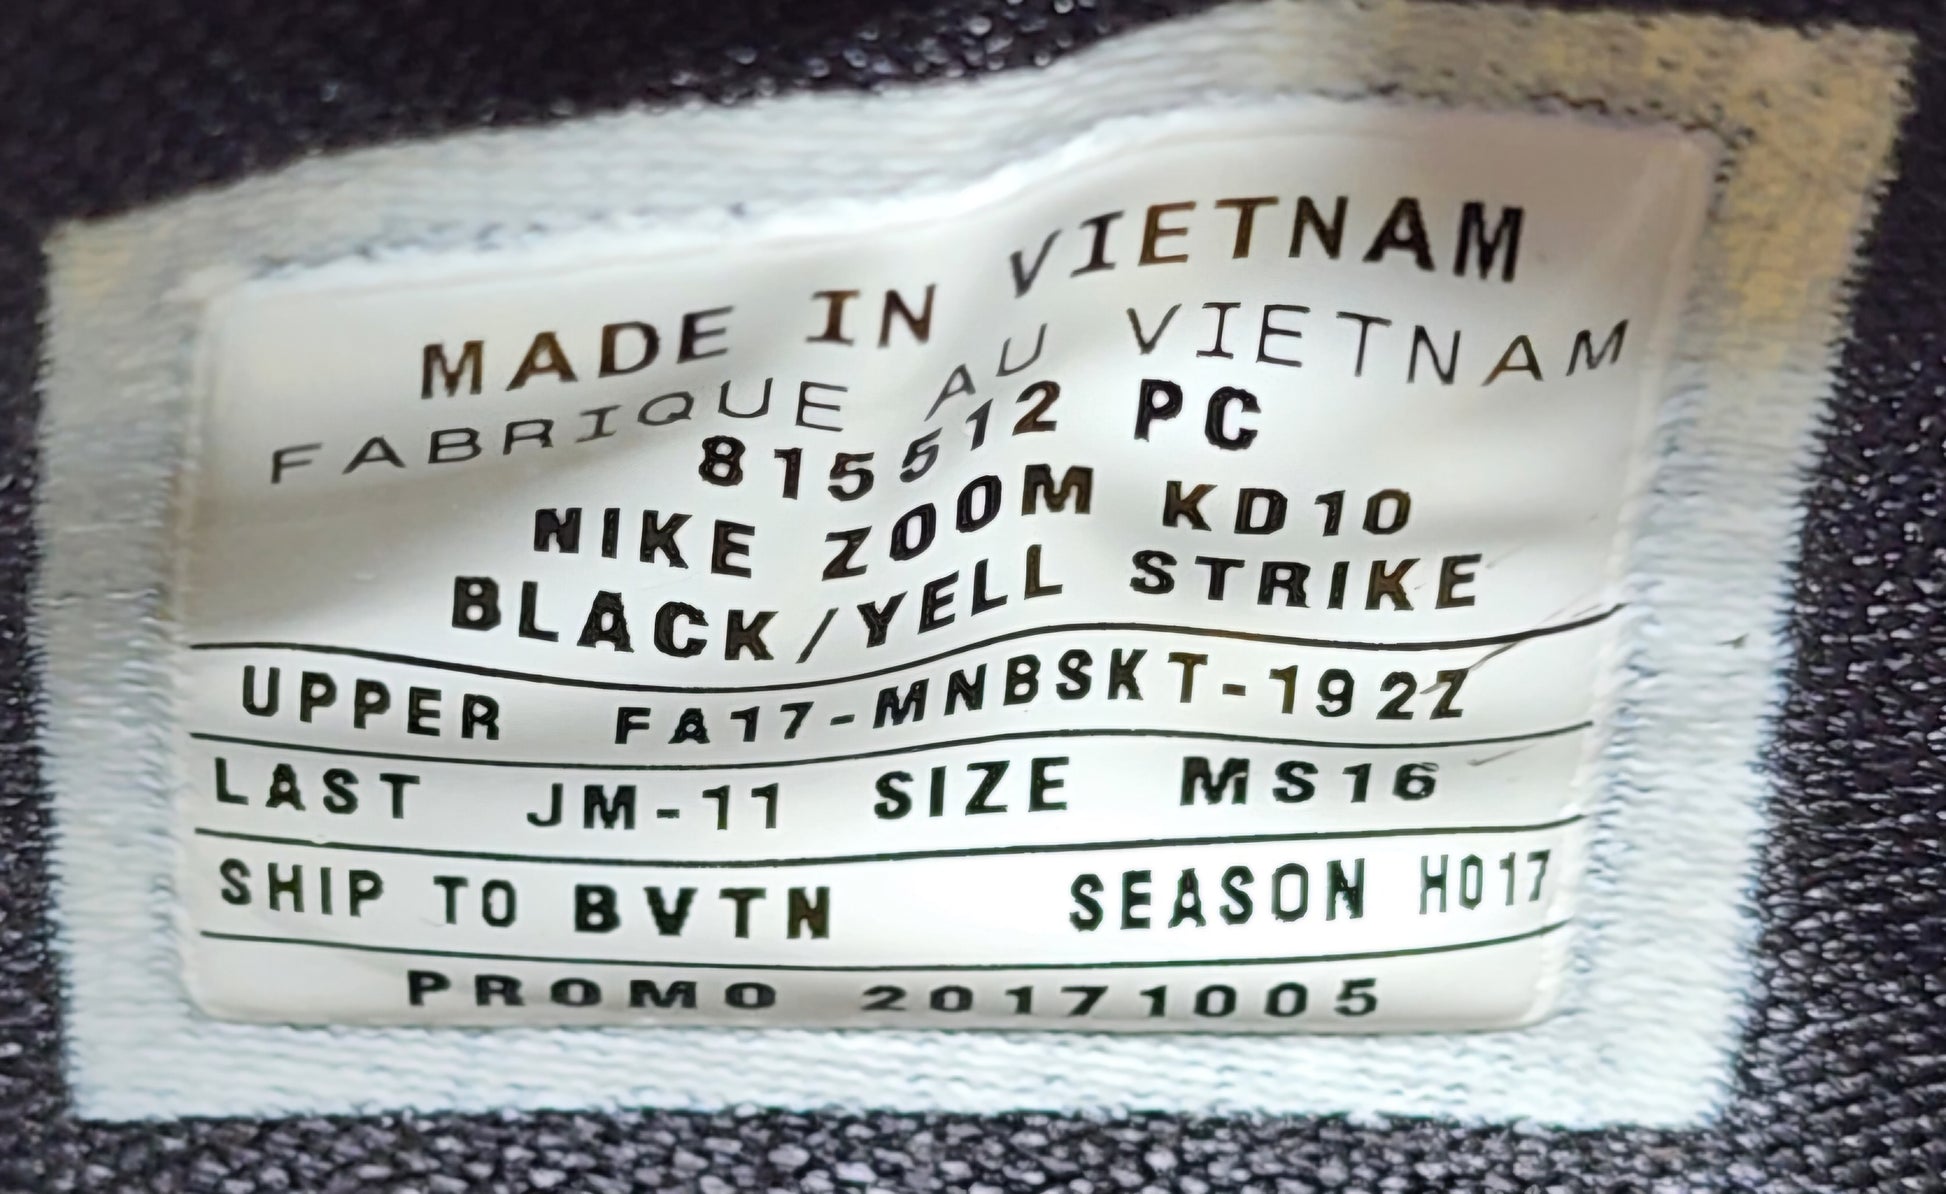 MADE IN VIETNAM
FABRIQUE AU VIETNAM
815512 PC
NIKE ZOOM KD10
BLACK/YELL STRIKE
UPPER FA17-MNBSKT-192Z
LAST JM-11 SIZE MS16
SHIP TO BVTN SEASON HO17
PROMO 20171005